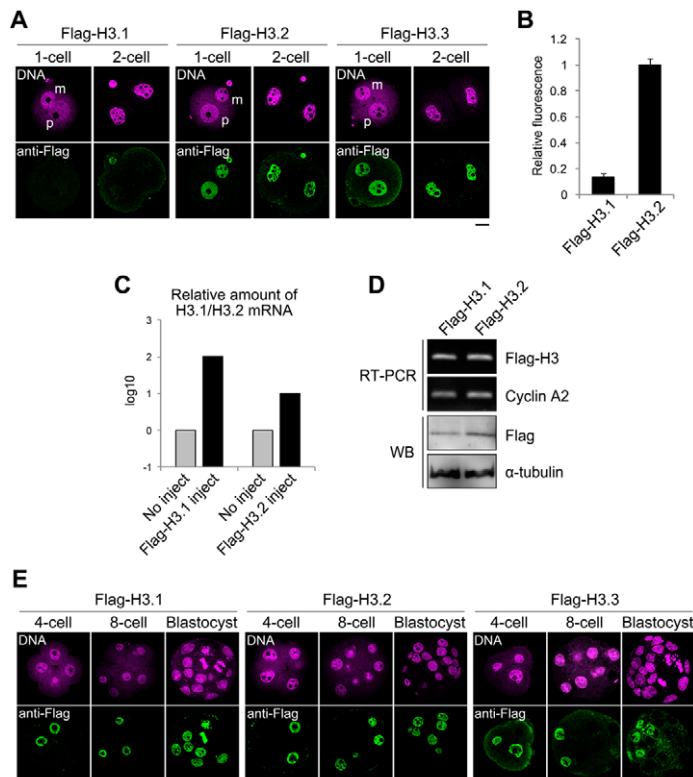 A
Flag-H3.1 Flag-H3.2 Flag-H3.3
1-cell 2-cell 1-cell 2-cell 1-cell 2-cell
DNA DNA DNA
m m m
p p p
anti-Flag anti-Flag anti-Flag
B
Relative fluorescence
1.2
1
0.8
0.6
0.4
0.2
0
Flag-H3.1 Flag-H3.2
C
Relative amount of
H3.1/H3.2 mRNA
log10
3
2
1
0
-1
No inject Flag-H3.1 inject No inject Flag-H3.2 inject
D
Flag-H3.1 Flag-H3.2
RT-PCR
Flag-H3
Cyclin A2
WB
Flag
α-tubulin
E
Flag-H3.1 Flag-H3.2 Flag-H3.3
4-cell 8-cell Blastocyst 4-cell 8-cell Blastocyst 4-cell 8-cell Blastocyst
DNA DNA DNA
anti-Flag anti-Flag anti-Flag